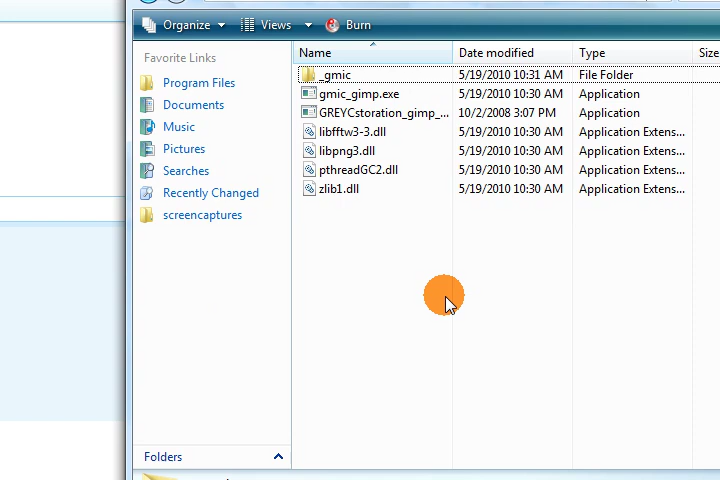 Organize Views Burn
Favorite Links
Program Files
Documents
Music
Pictures
Searches
Recently Changed
screencaptures
Folders
Name Date modified Type Size
_gmic 5/19/2010 10:31 AM File Folder
gmic_gimp.exe 5/19/2010 10:30 AM Application
GREYCstoration_gimp_... 10/2/2008 3:07 PM Application
libfftw3-3.dll 5/19/2010 10:30 AM Application Extens...
libpng3.dll 5/19/2010 10:30 AM Application Extens...
pthreadGC2.dll 5/19/2010 10:30 AM Application Extens...
zlib1.dll 5/19/2010 10:30 AM Application Extens...